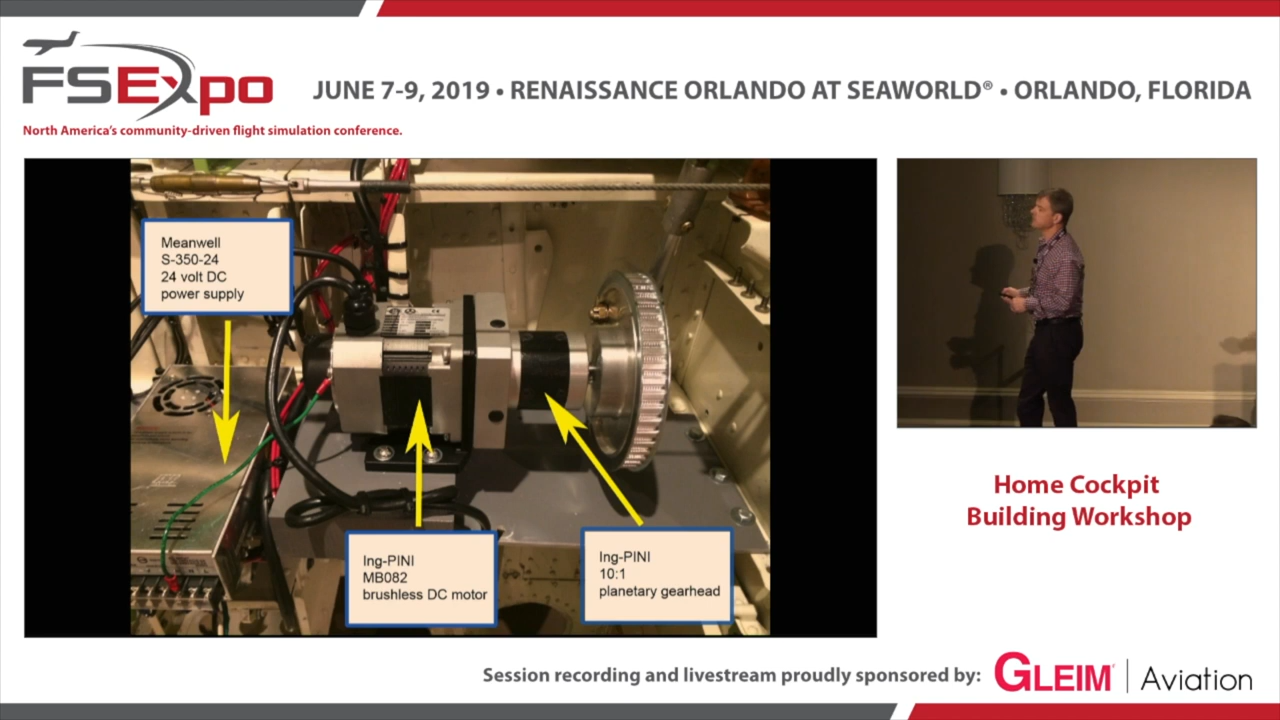 FSExpo
JUNE 7-9, 2019 • RENAISSANCE ORLANDO AT SEAWORLD® • ORLANDO, FLORIDA
North America's community-driven flight simulation conference.
Meanwell
S-350-24
24 volt DC
power supply
Ing-PINI
MB082
brushless DC motor
Ing-PINI
10:1
planetary gearhead
Home Cockpit
Building Workshop
Session recording and livestream proudly sponsored by:
GLEIM | Aviation